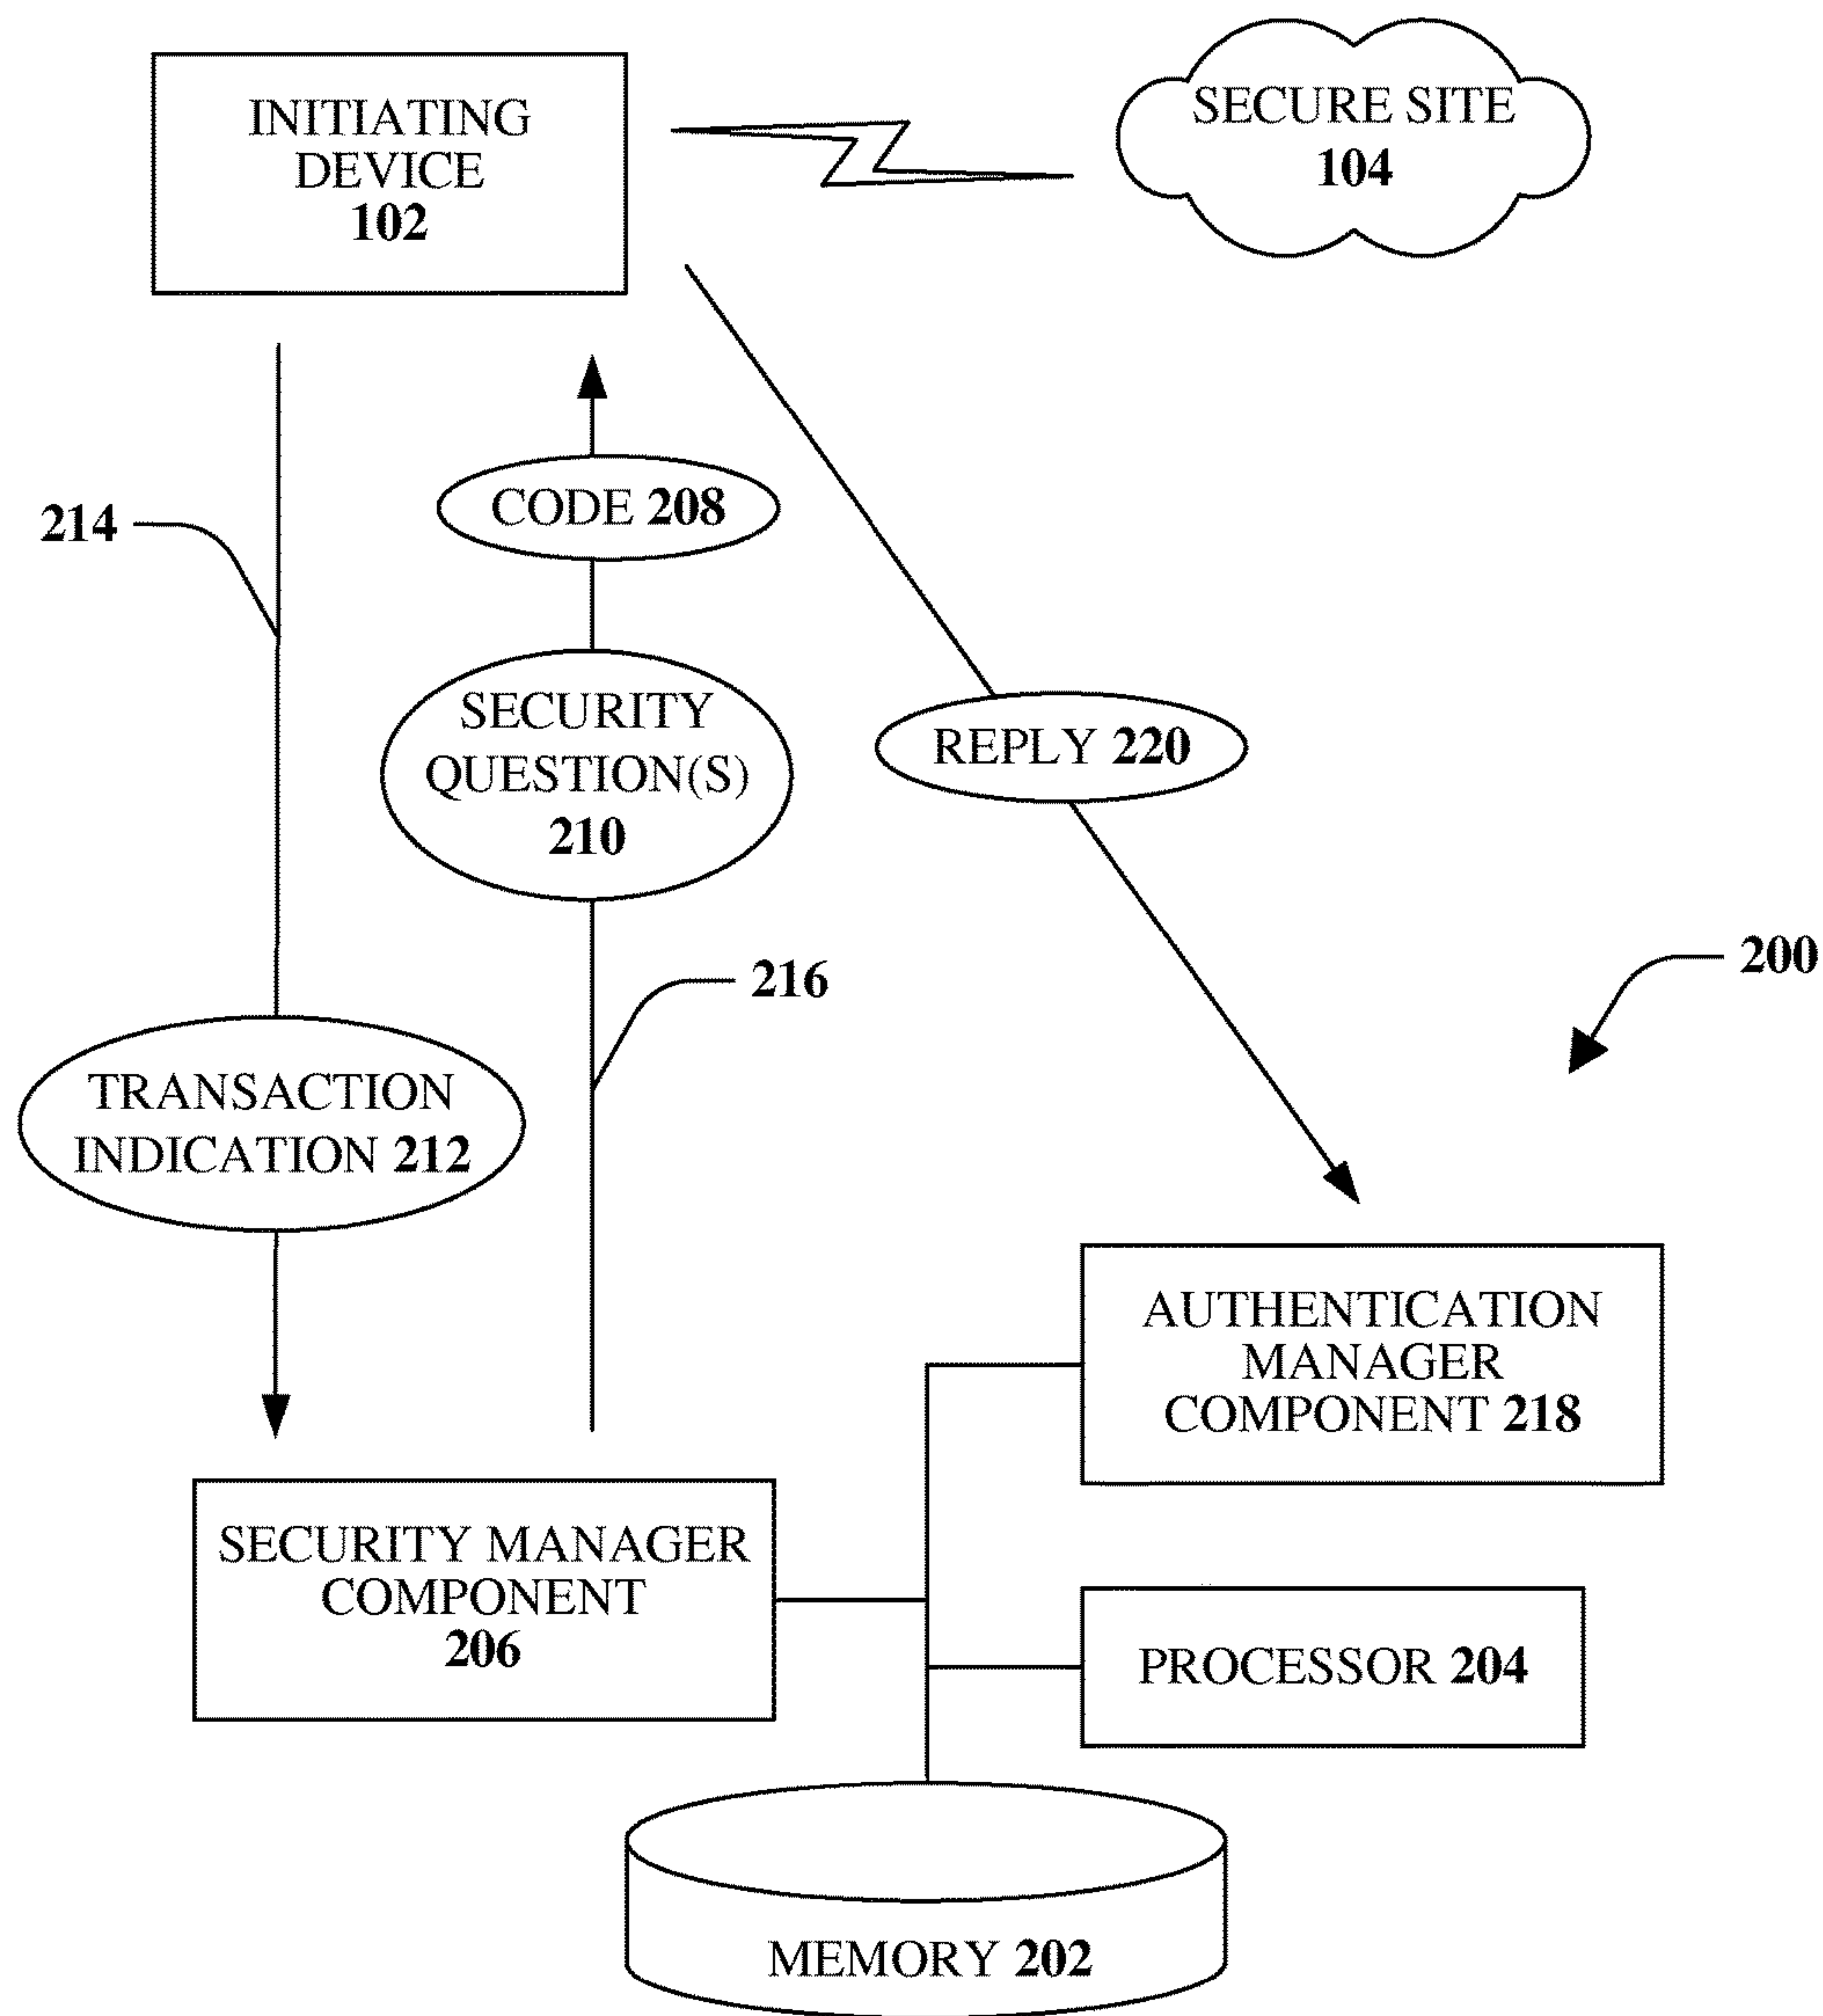 INITIATING
DEVICE
102
SECURE SITE
104
214
CODE 208
SECURITY
QUESTION(S)
210
REPLY 220
216
200
TRANSACTION
INDICATION 212
AUTHENTICATION
MANAGER
COMPONENT 218
SECURITY MANAGER
COMPONENT
206
PROCESSOR 204
MEMORY 202